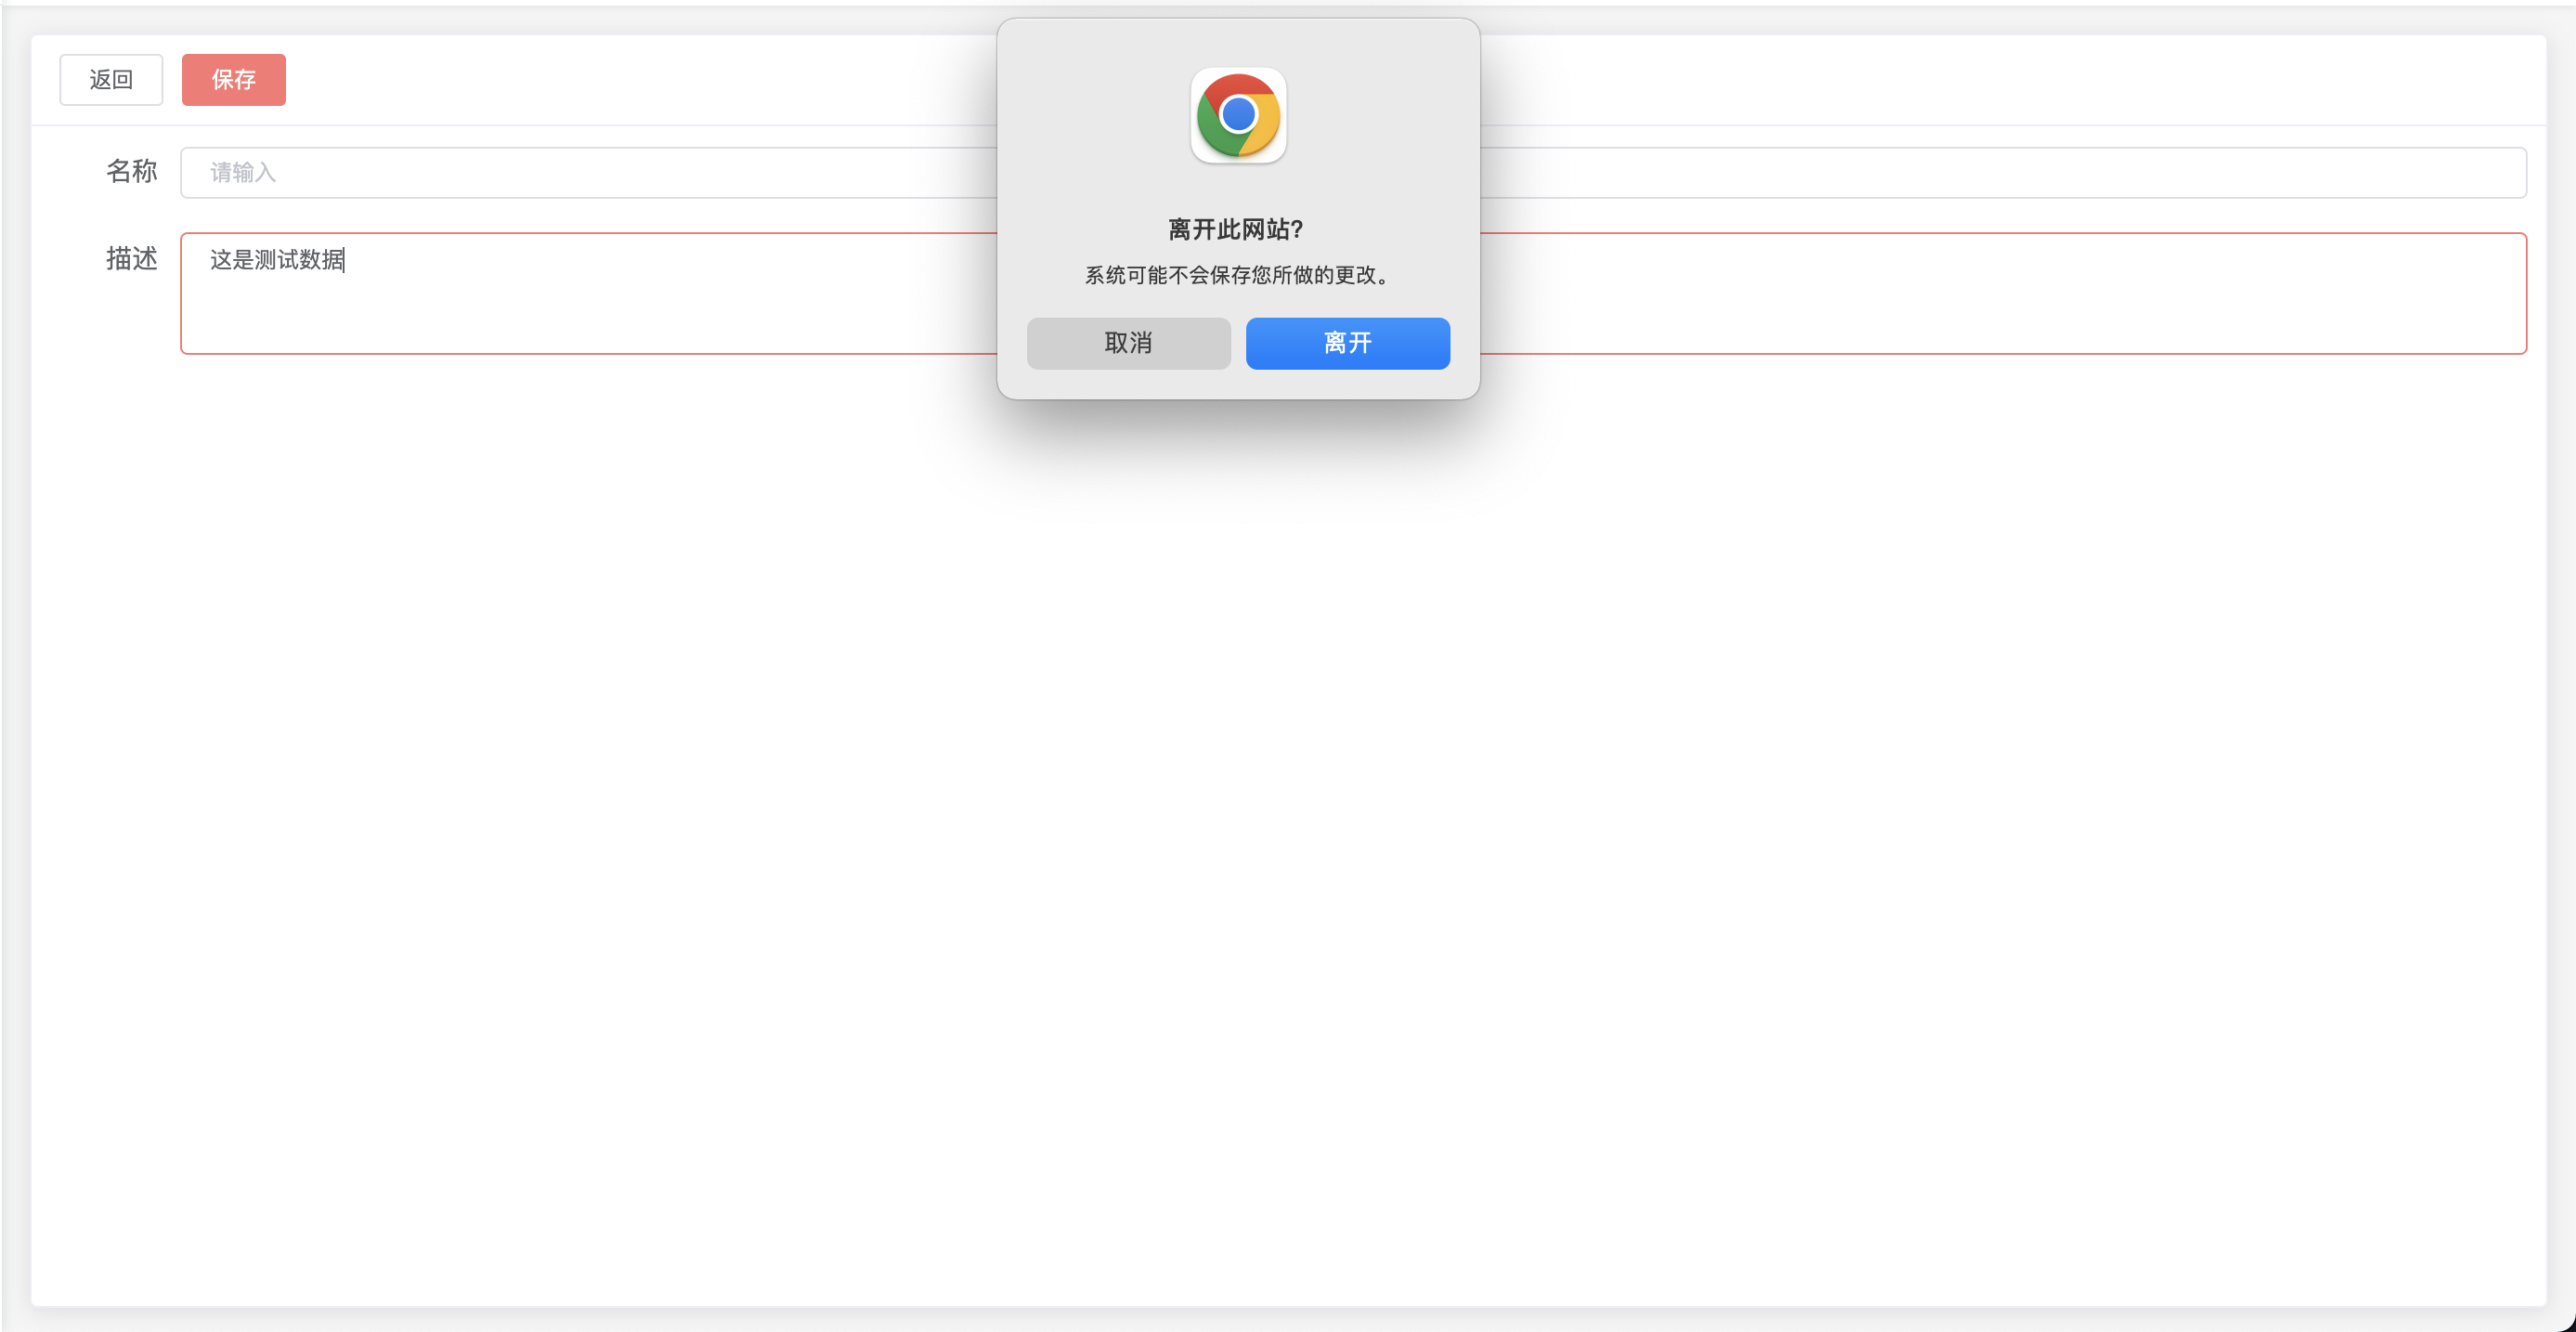 返回 保存
名称 请输入
描述 这是测试数据
离开此网站?
系统可能不会保存您所做的更改。
取消 离开